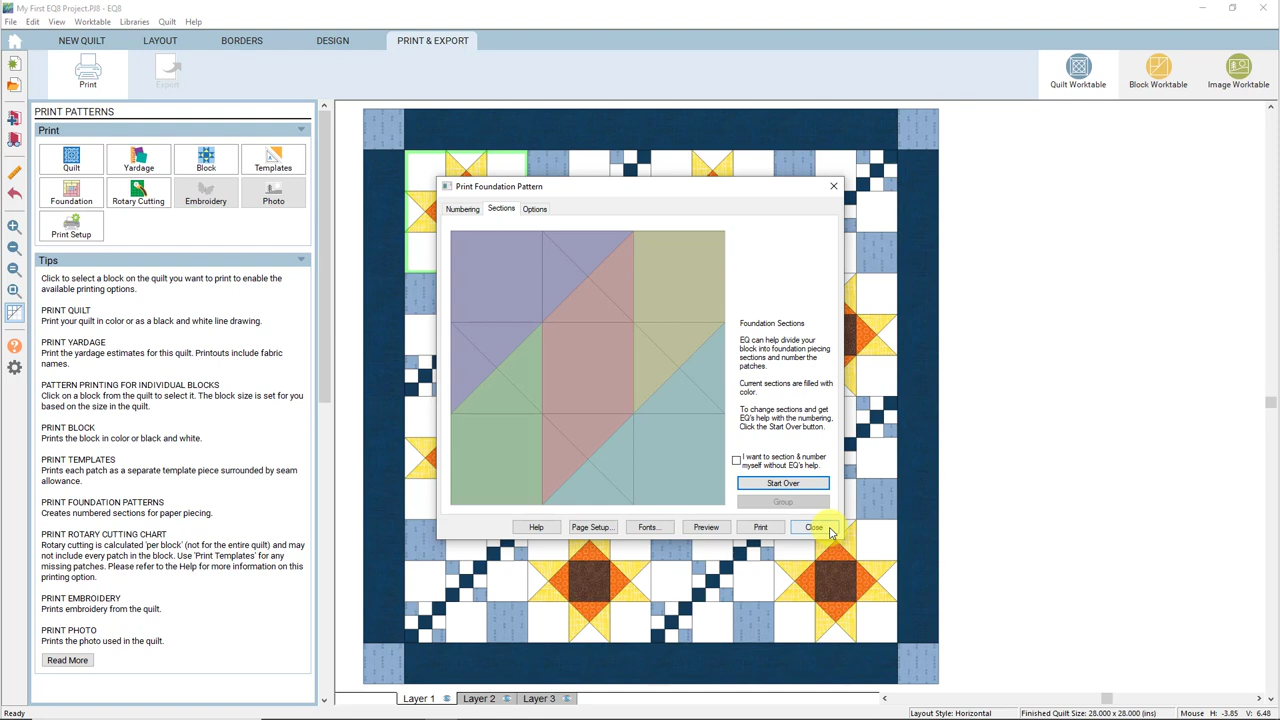 My First EQ8 Project.PJ8 - EQ8
File Edit View Worktable Libraries Quilt Help
NEW QUILT LAYOUT BORDERS DESIGN PRINT & EXPORT
Print Export
Quilt Worktable Block Worktable Image Worktable
PRINT PATTERNS
Print
Quilt Yardage Block Templates
Foundation Rotary Cutting Embroidery Photo
Print Setup
Tips
Click to select a block on the quilt you want to print to enable the
available printing options.
PRINT QUILT
Print your quilt in color or as a black and white line drawing.
PRINT YARDAGE
Print the yardage estimates for this quilt. Printouts include fabric
names.
PATTERN PRINTING FOR INDIVIDUAL BLOCKS
Click on a block from the quilt to select it. The block size is set for you
based on the size in the quilt.
PRINT BLOCK
Prints the block in color or black and white.
PRINT TEMPLATES
Prints each patch as a separate template piece surrounded by seam
allowance.
PRINT FOUNDATION PATTERNS
Creates numbered sections for paper piecing.
PRINT ROTARY CUTTING CHART
Rotary cutting is calculated 'per block' (not for the entire quilt) and may
not include every patch in the block. Use 'Print Templates' for any
missing patches. Please refer to the Help for more information on this
printing option.
PRINT EMBROIDERY
Prints embroidery from the quilt.
PRINT PHOTO
Prints the photo used in the quilt.
Read More
Print Foundation Pattern
Numbering Sections Options
Foundation Sections
EQ can help divide your
block into foundation piecing
sections and number the
patches.
Current sections are filled with
color.
To change sections and get
EQ's help with the numbering,
Click the Start Over button.
I want to section & number
myself without EQ's help.
Start Over
Group
Help Page Setup... Fonts... Preview Print Close
Layer 1 Layer 2 Layer 3
Ready
Layout Style: Horizontal Finished Quilt Size: 28.000 x 28.000 (ins) Mouse H: -3.85 V: 6.48